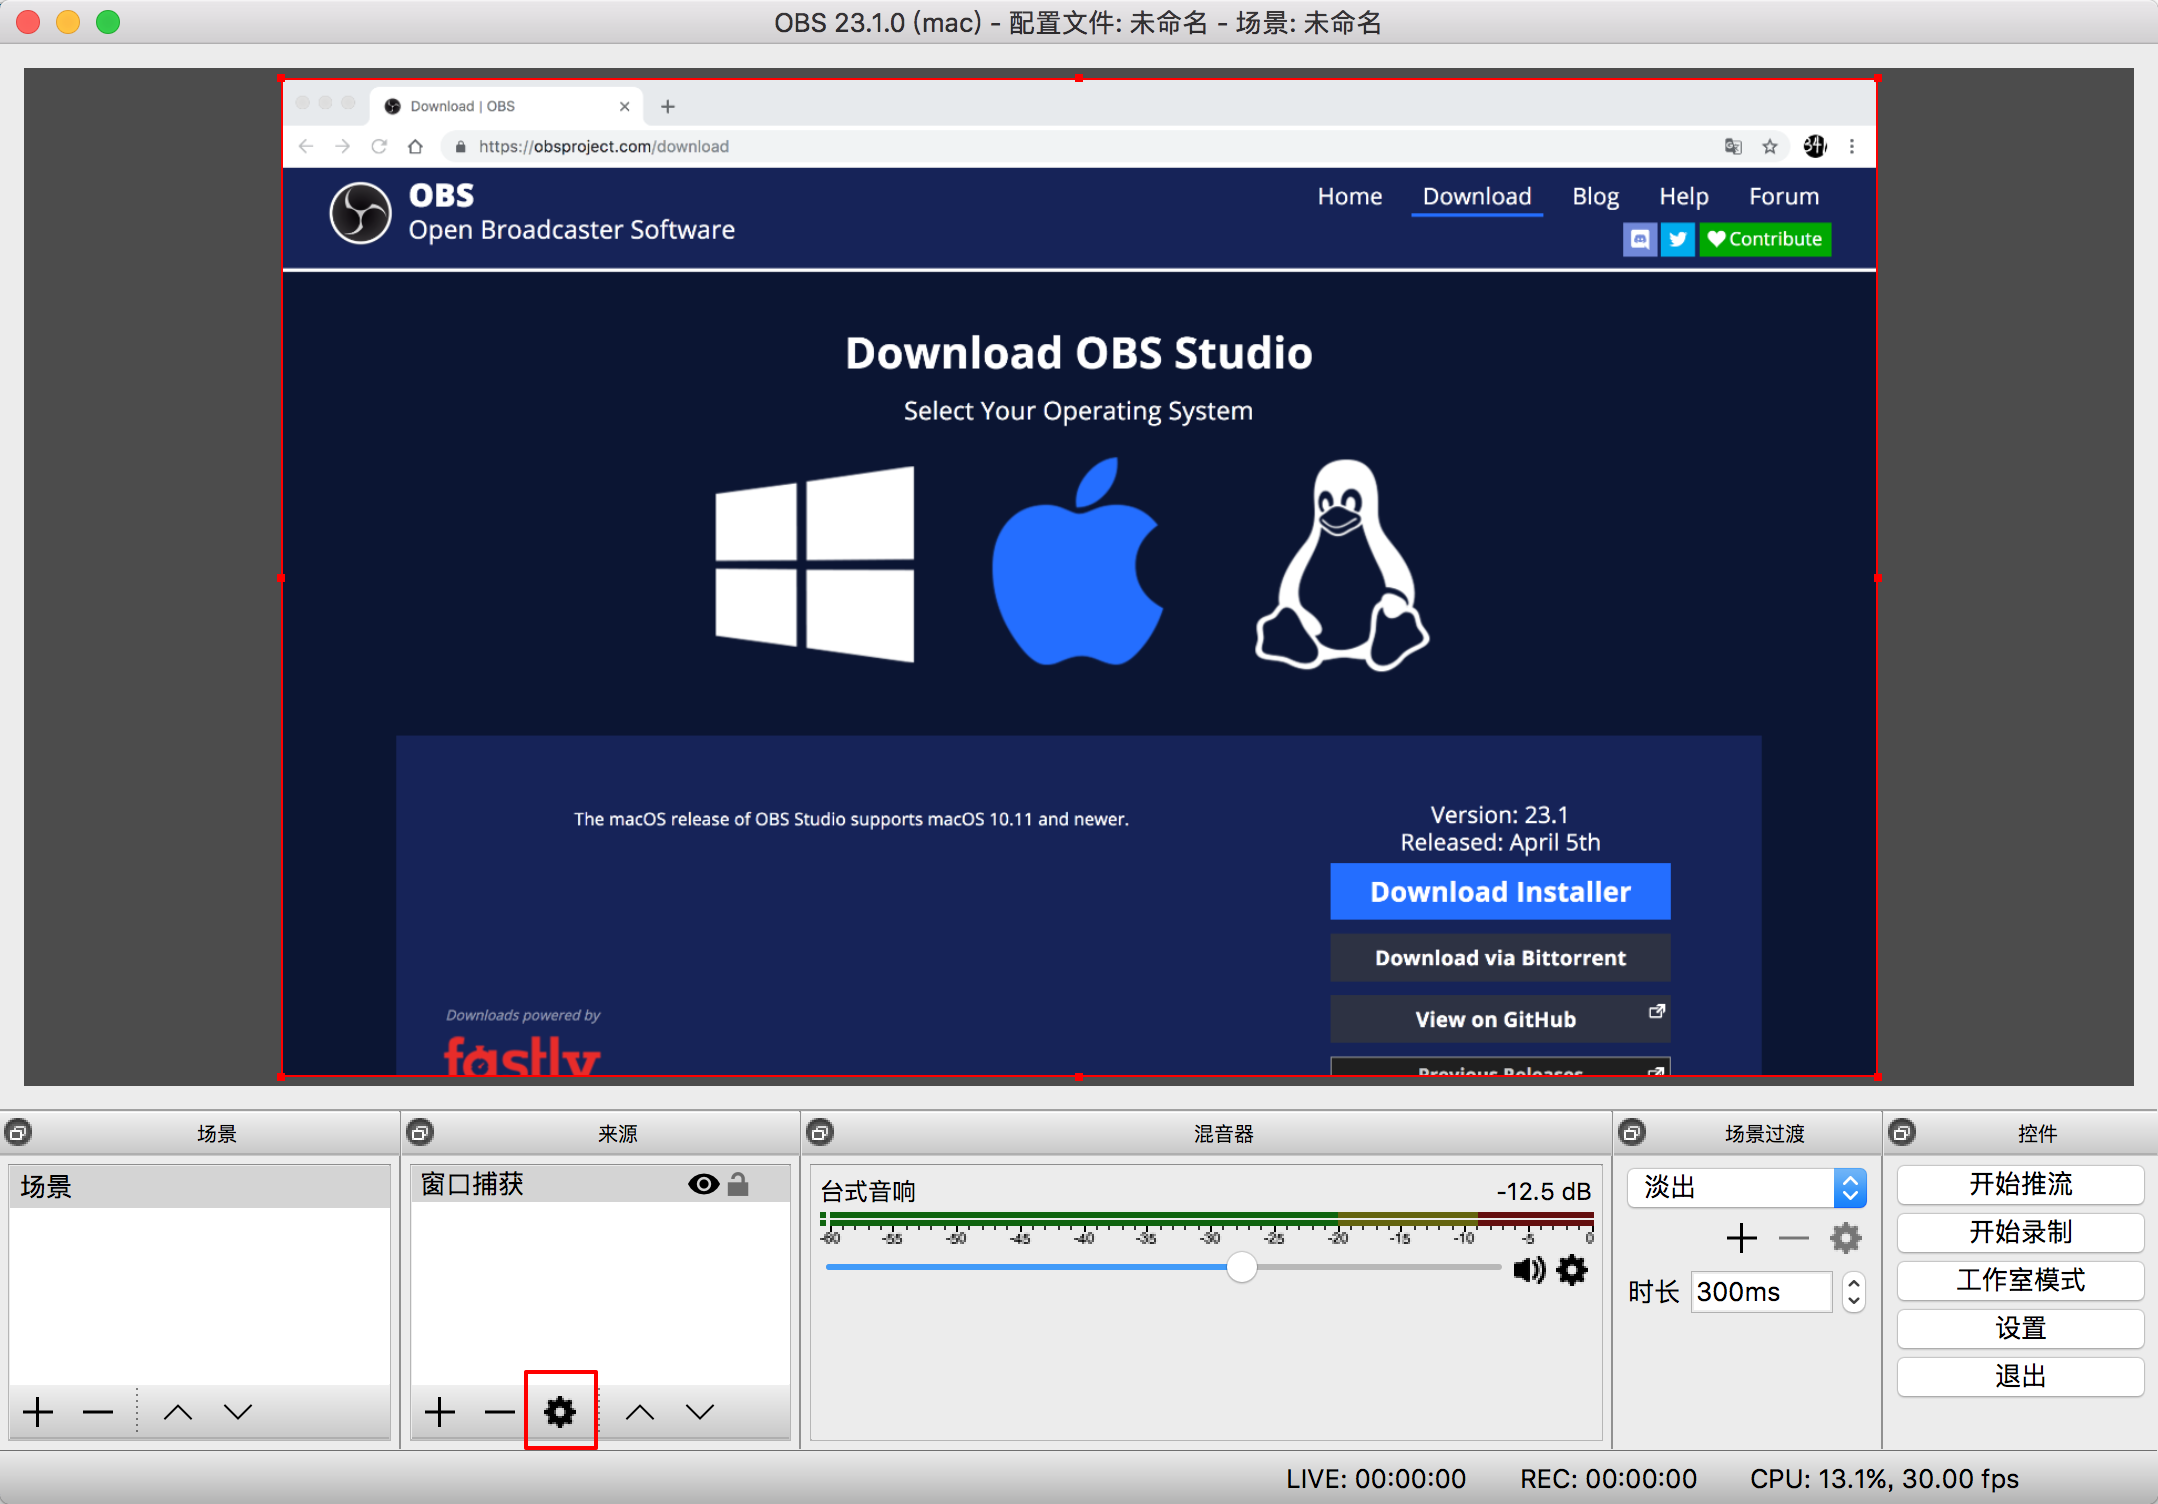 OBS 23.1.0 (mac) - 配置文件: 未命名 - 场景: 未命名
Download | OBS
https://obsproject.com/download
OBS
Open Broadcaster Software
Home Download Blog Help Forum
Contribute
Download OBS Studio
Select Your Operating System
The macOS release of OBS Studio supports macOS 10.11 and newer.
Version: 23.1
Released: April 5th
Download Installer
Download via Bittorrent
View on GitHub
Previous Releases
Downloads powered by
fastly
场景
场景
来源
窗口捕获
混音器
台式音响 -12.5 dB
-60 -55 -50 -45 -40 -35 -30 -25 -20 -15 -10 -5 0
场景过渡
淡出
时长 300ms
控件
开始推流
开始录制
工作室模式
设置
退出
LIVE: 00:00:00 REC: 00:00:00 CPU: 13.1%, 30.00 fps